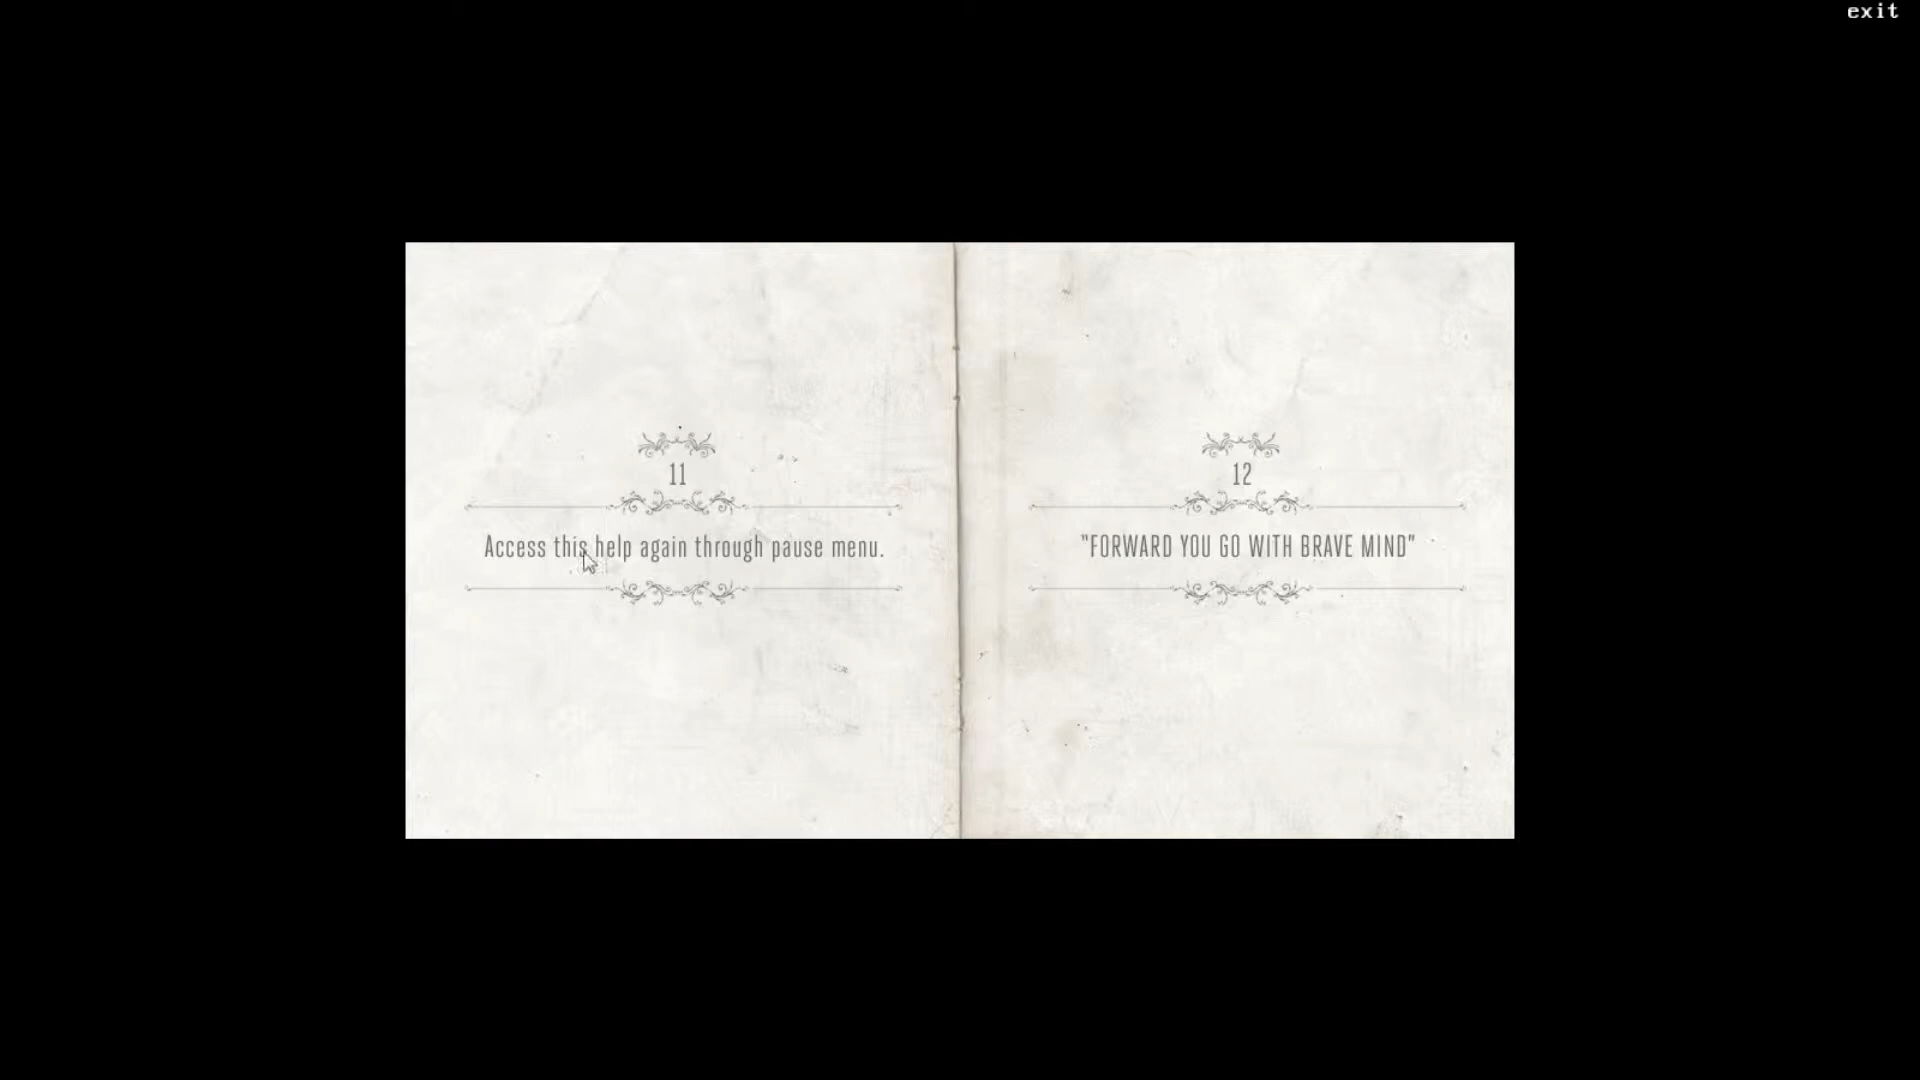 exit
11
Access this help again through pause menu.
12
"FORWARD YOU GO WITH BRAVE MIND"